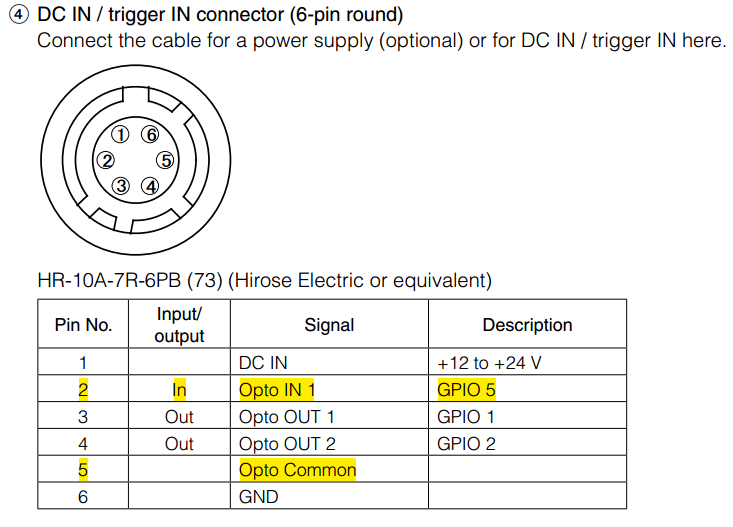 ④ DC IN / trigger IN connector (6-pin round)
Connect the cable for a power supply (optional) or for DC IN / trigger IN here.
① ⑥
② ⑤
③ ④
HR-10A-7R-6PB (73) (Hirose Electric or equivalent)
Pin No. Input/output Signal Description
1 DC IN +12 to +24 V
2 In Opto IN 1 GPIO 5
3 Out Opto OUT 1 GPIO 1
4 Out Opto OUT 2 GPIO 2
5 Opto Common
6 GND